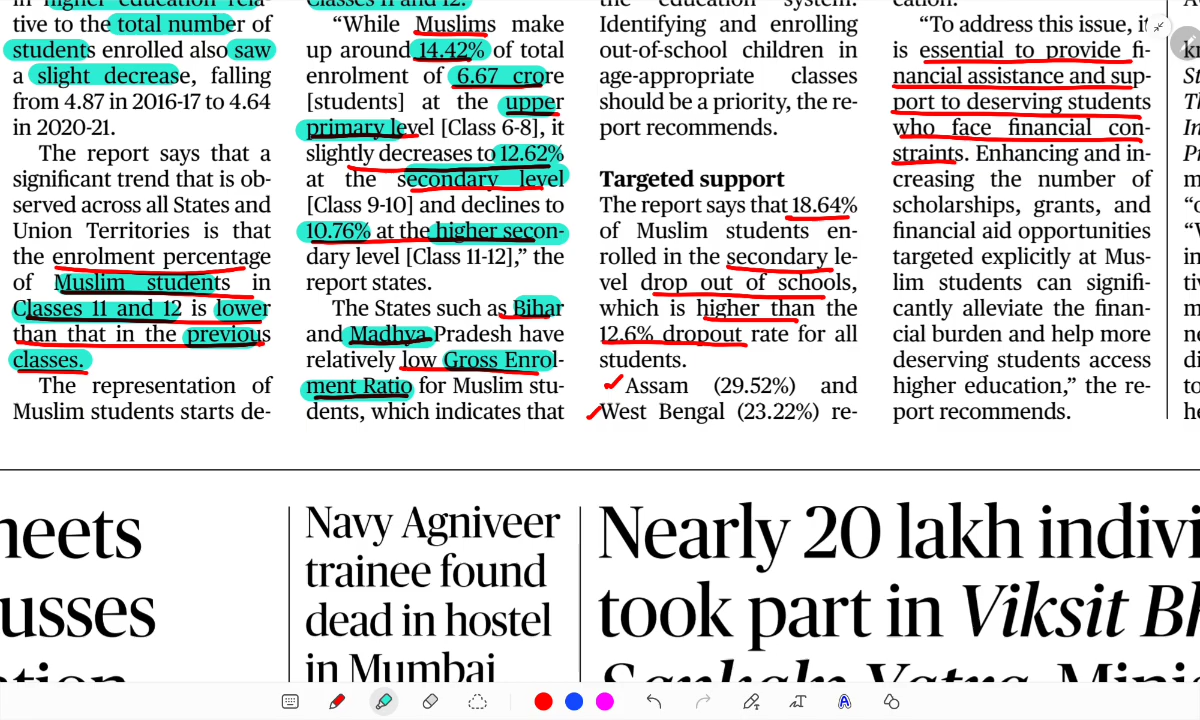 in higher education rela-
tive to the total number of
students enrolled also saw
a slight decrease, falling
from 4.87 in 2016-17 to 4.64
in 2020-21.
The report says that a
significant trend that is ob-
served across all States and
Union Territories is that
the enrolment percentage
of Muslim students in
Classes 11 and 12 is lower
than that in the previous
classes.
The representation of
Muslim students starts de-
Classes 11 and 12.
“While Muslims make
up around 14.42% of total
enrolment of 6.67 crore
[students] at the upper
primary level [Class 6-8], it
slightly decreases to 12.62%
at the secondary level
[Class 9-10] and declines to
10.76% at the higher secon-
dary level [Class 11-12],” the
report states.
The States such as Bihar
and Madhya Pradesh have
relatively low Gross Enrol-
ment Ratio for Muslim stu-
dents, which indicates that
the education system.
Identifying and enrolling
out-of-school children in
age-appropriate classes
should be a priority, the re-
port recommends.
Targeted support
The report says that 18.64%
of Muslim students en-
rolled in the secondary le-
vel drop out of schools,
which is higher than the
12.6% dropout rate for all
students.
Assam (29.52%) and
West Bengal (23.22%) re-
cation.
“To address this issue, it
is essential to provide fi-
nancial assistance and sup-
port to deserving students
who face financial con-
straints. Enhancing and in-
creasing the number of
scholarships, grants, and
financial aid opportunities
targeted explicitly at Mus-
lim students can signifi-
cantly alleviate the finan-
cial burden and help more
deserving students access
higher education,” the re-
port recommends.
neets
usses
Navy Agniveer
trainee found
dead in hostel
in Mumbai
Nearly 20 lakh indivi
took part in Viksit Bh
Sankalp Yatra, Mini